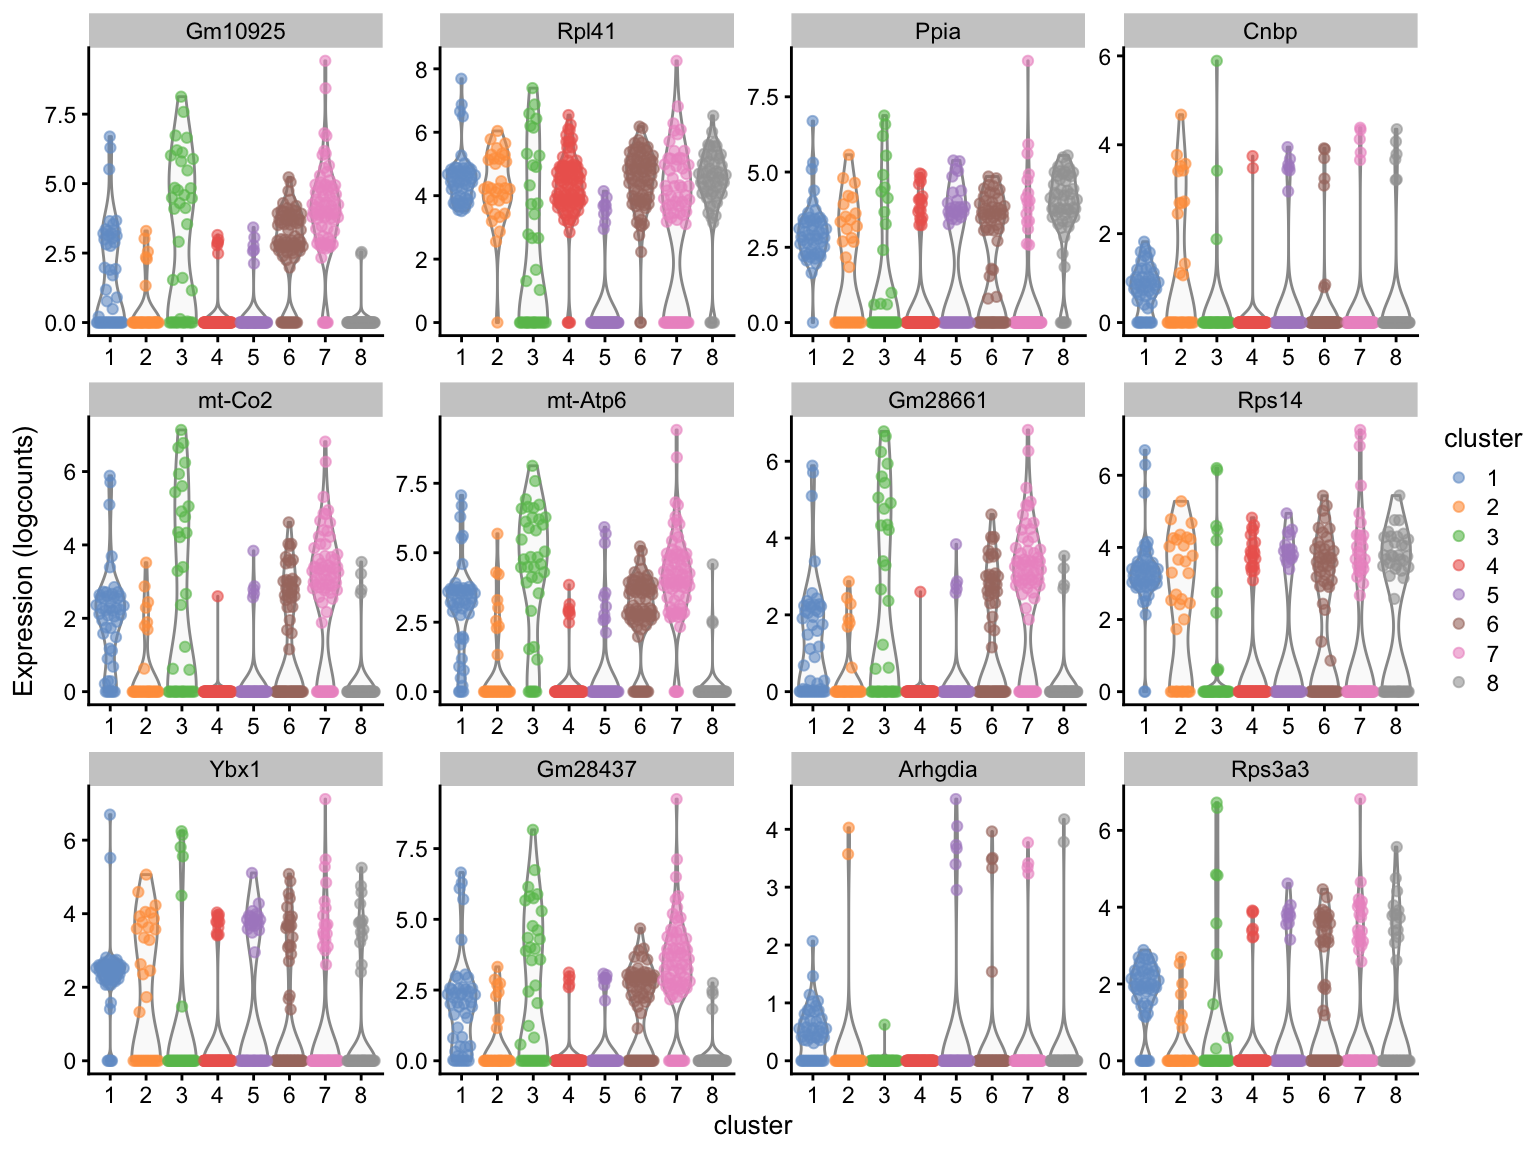 Gm10925 Rpl41 Ppia Cnbp
7.5 5.0 2.5 0.0
8 6 4 2 0
7.5 5.0 2.5 0.0
6 4 2 0
1 2 3 4 5 6 7 8
1 2 3 4 5 6 7 8
1 2 3 4 5 6 7 8
1 2 3 4 5 6 7 8
mt-Co2 mt-Atp6 Gm28661 Rps14
6 4 2 0
7.5 5.0 2.5 0.0
6 4 2 0
6 4 2 0
1 2 3 4 5 6 7 8
1 2 3 4 5 6 7 8
1 2 3 4 5 6 7 8
1 2 3 4 5 6 7 8
Ybx1 Gm28437 Arhgdia Rps3a3
6 4 2 0
7.5 5.0 2.5 0.0
4 3 2 1 0
6 4 2 0
1 2 3 4 5 6 7 8
1 2 3 4 5 6 7 8
1 2 3 4 5 6 7 8
1 2 3 4 5 6 7 8
Expression (logcounts)
cluster
cluster
1
2
3
4
5
6
7
8